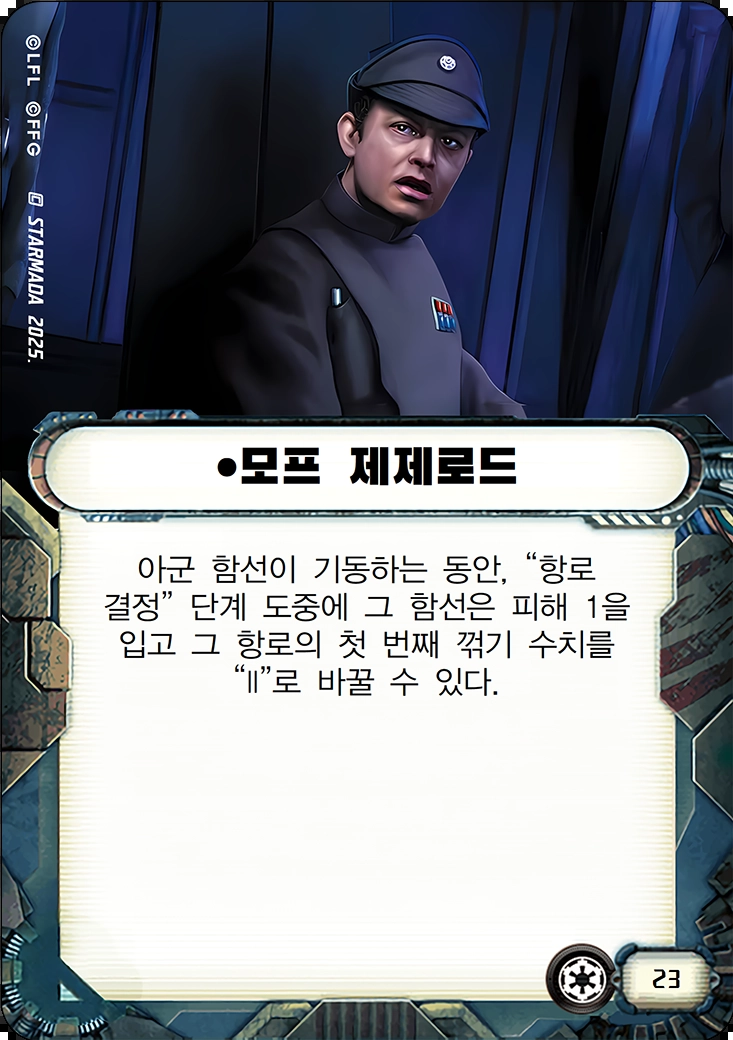 ©LFL ©FFG © STARMADA 2025.
•모프 제제로드
아군 함선이 기동하는 동안, “항로
결정” 단계 도중에 그 함선은 피해 1을
입고 그 항로의 첫 번째 꺾기 수치를
“II”로 바꿀 수 있다.
23